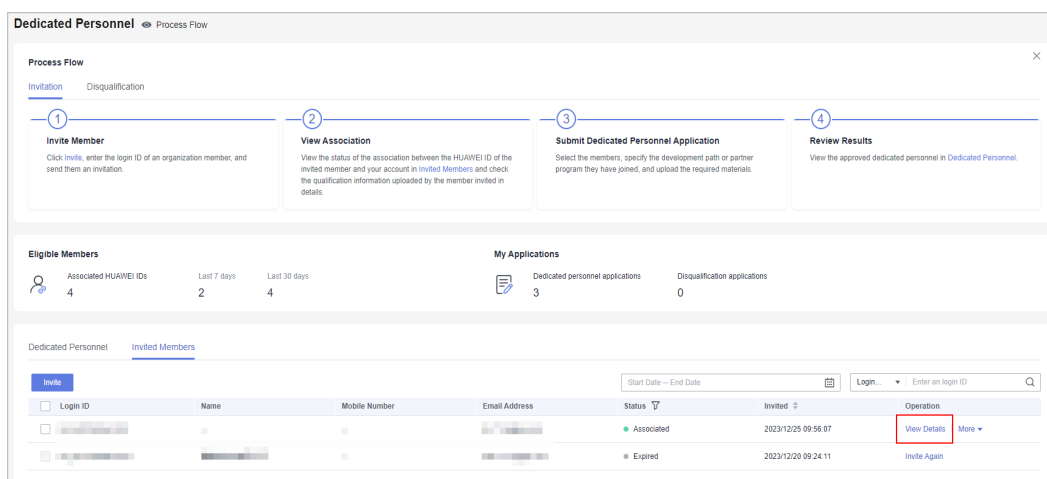 Dedicated Personnel Process Flow
Process Flow
Invitation Disqualification
1 2 3 4
Invite Member
Click Invite, enter the login ID of an organization member, and
send them an invitation.
View Association
View the status of the association between the HUAWEI ID of the
invited member and your account in Invited Members and check
the qualification information uploaded by the member invited in
details.
Submit Dedicated Personnel Application
Select the members, specify the development path or partner
program they have joined, and upload the required materials.
Review Results
View the approved dedicated personnel in Dedicated Personnel.
Eligible Members
Associated HUAWEI IDs Last 7 days Last 30 days
4 2 4
My Applications
Dedicated personnel applications Disqualification applications
3 0
Dedicated Personnel Invited Members
Invite Start Date – End Date Login... Enter an login ID
Login ID Name Mobile Number Email Address Status Invited Operation
Associated 2023/12/25 09:56:07 View Details More
Expired 2023/12/20 09:24:11 Invite Again